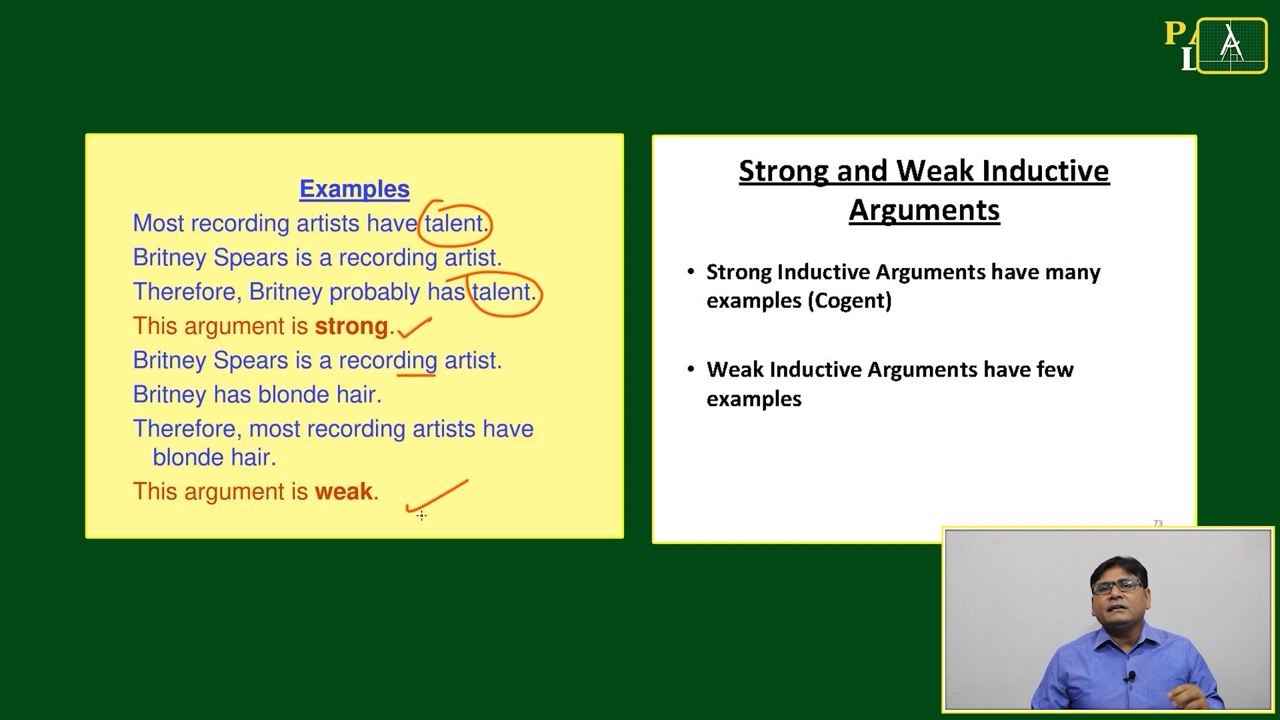 Examples
Most recording artists have talent.
Britney Spears is a recording artist.
Therefore, Britney probably has talent.
This argument is strong.
Britney Spears is a recording artist.
Britney has blonde hair.
Therefore, most recording artists have
blonde hair.
This argument is weak.
Strong and Weak Inductive
Arguments
• Strong Inductive Arguments have many
examples (Cogent)
• Weak Inductive Arguments have few
examples
73